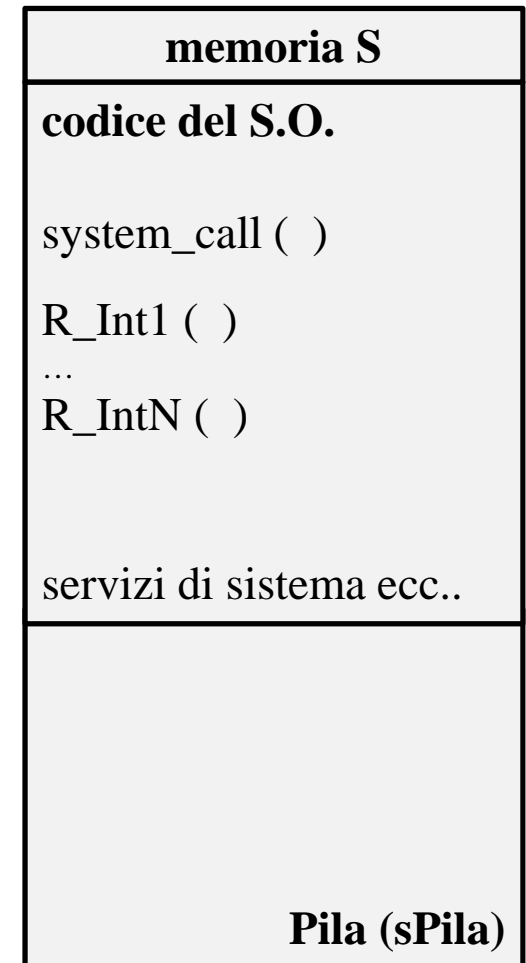 memoria S
codice del S.O.
system_call ( )
R_Int1 ( )
...
R_IntN ( )
servizi di sistema ecc..
Pila (sPila)